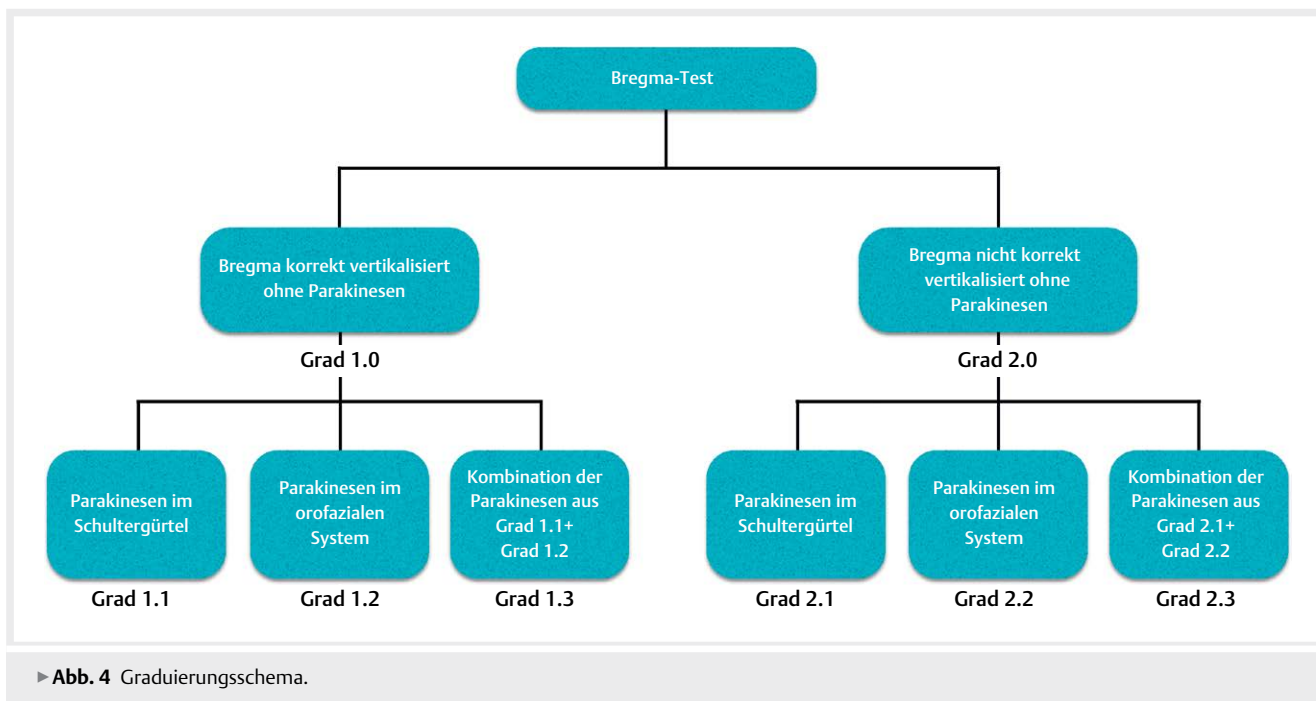 Bregma-Test
Bregma korrekt vertikalisiert
ohne Parakinesen
Bregma nicht korrekt
vertikalisiert ohne
Parakinesen
Grad 1.0
Grad 2.0
Parakinesen im
Schultergürtel
Parakinesen im
orofazialen
System
Kombination der
Parakinesen aus
Grad 1.1+
Grad 1.2
Parakinesen im
Schultergürtel
Parakinesen im
orofazialen
System
Kombination der
Parakinesen aus
Grad 2.1+
Grad 2.2
Grad 1.1
Grad 1.2
Grad 1.3
Grad 2.1
Grad 2.2
Grad 2.3
▶ Abb. 4 Graduierungsschema.